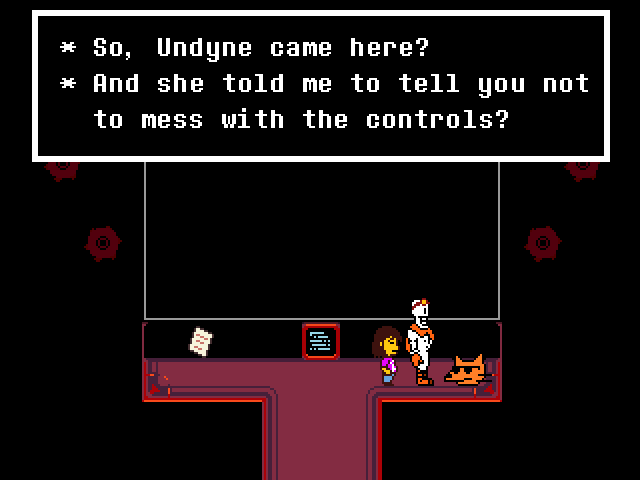 * So, Undyne came here?
* And she told me to tell you not
to mess with the controls?